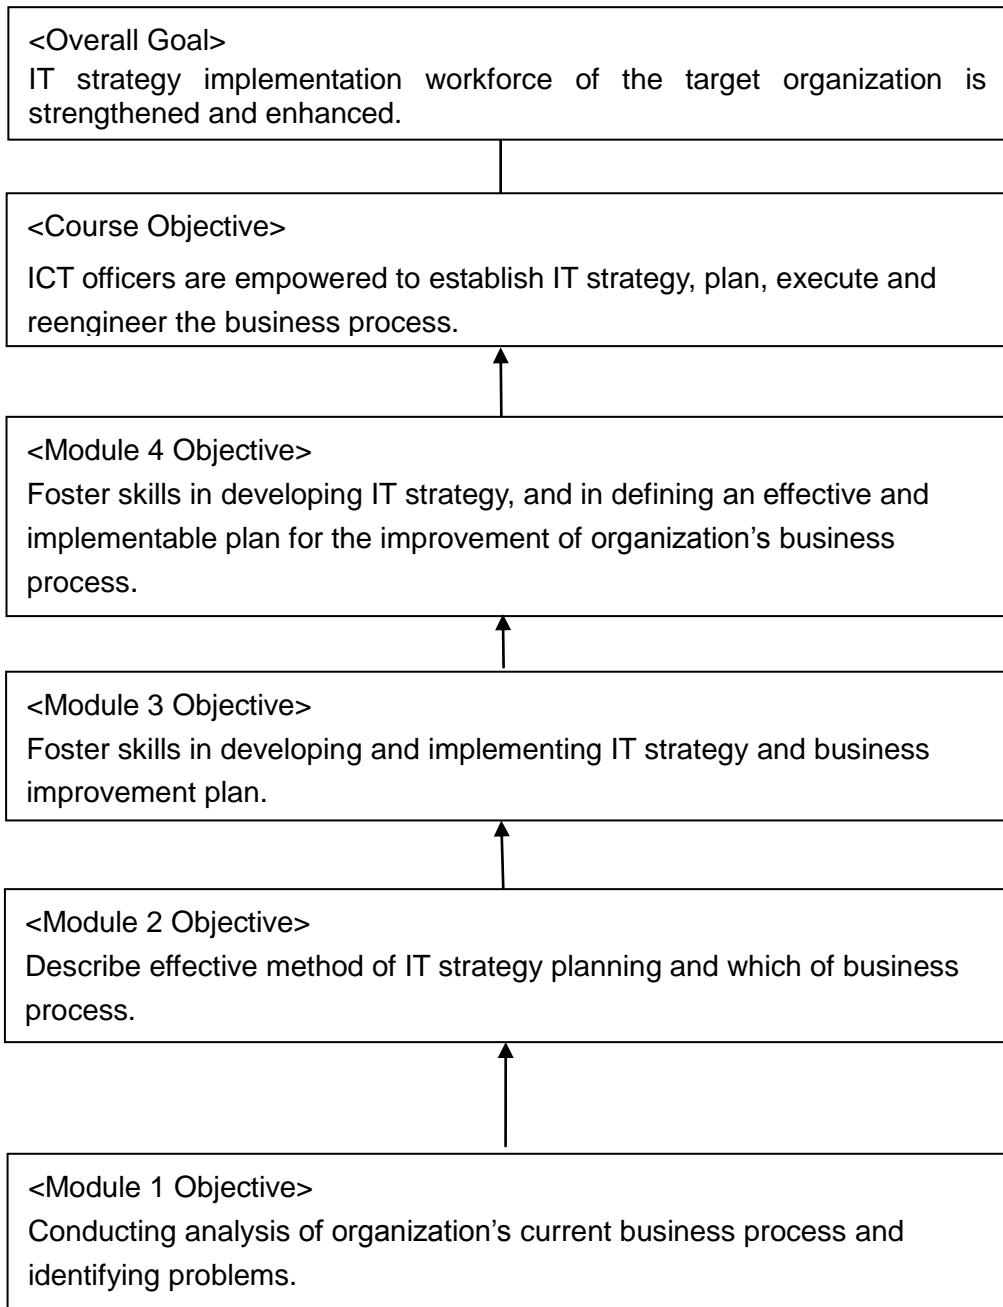 <Overall Goal>
IT strategy implementation workforce of the target organization is
strengthened and enhanced.
<Course Objective>
ICT officers are empowered to establish IT strategy, plan, execute and
reengineer the business process.
<Module 4 Objective>
Foster skills in developing IT strategy, and in defining an effective and
implementable plan for the improvement of organization’s business
process.
<Module 3 Objective>
Foster skills in developing and implementing IT strategy and business
improvement plan.
<Module 2 Objective>
Describe effective method of IT strategy planning and which of business
process.
<Module 1 Objective>
Conducting analysis of organization’s current business process and
identifying problems.